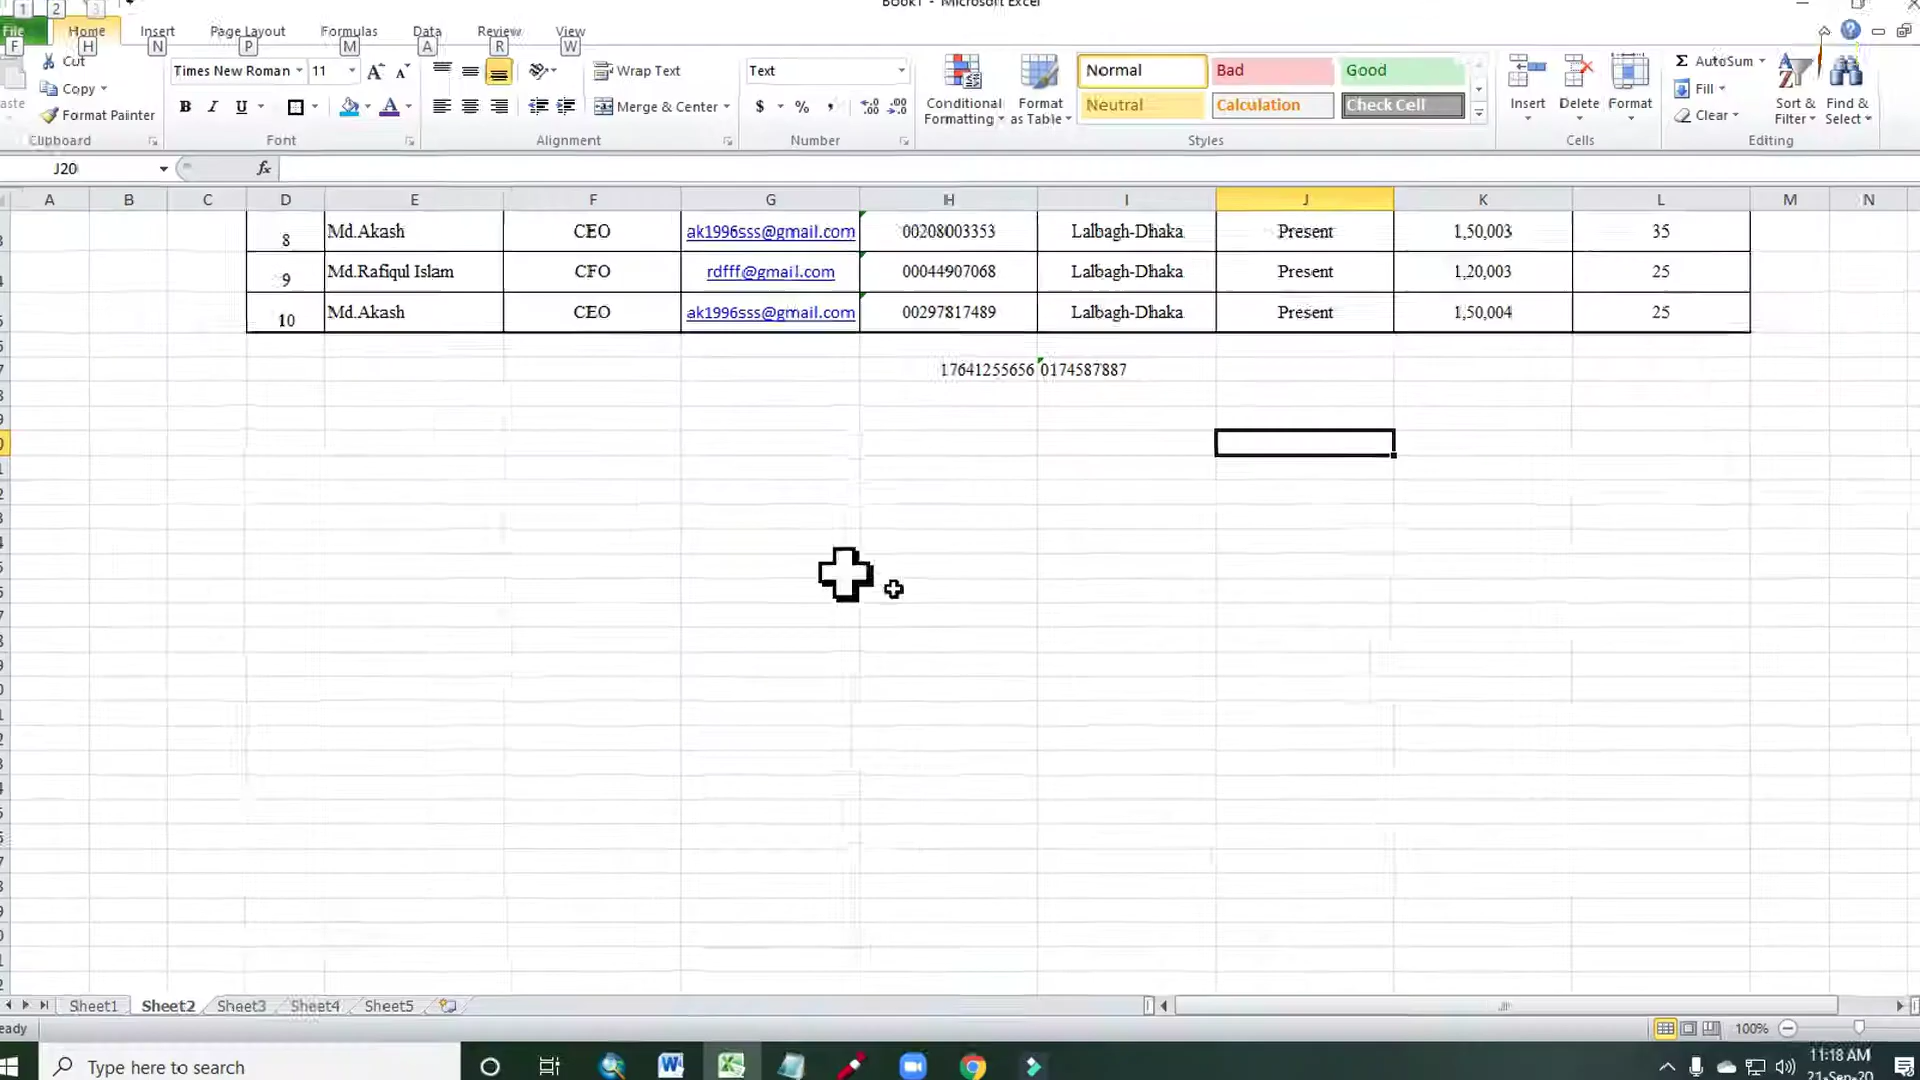 1 2 3
Book1 - Microsoft Excel
File Home Insert Page Layout Formulas Data Review View
F H N P M A R W
Cut
Copy
Format Painter
Clipboard
Times New Roman 11
B I U A
Font
Wrap Text
Merge & Center
Alignment
Text
$ % ,
Number
Conditional Formatting
Format as Table
Normal Bad Good
Neutral Calculation Check Cell
Styles
Insert Delete Format
Cells
Σ AutoSum
Fill
Clear
Sort & Filter
Find & Select
Editing
J20 fx
A B C D E F G H I J K L M N
8 Md.Akash CEO ak1996sss@gmail.com 00208003353 Lalbagh-Dhaka Present 1,50,003 35
9 Md.Rafiqul Islam CFO rdfff@gmail.com 00044907068 Lalbagh-Dhaka Present 1,20,003 25
10 Md.Akash CEO ak1996sss@gmail.com 00297817489 Lalbagh-Dhaka Present 1,50,004 25
17641255656 0174587887
Sheet1 Sheet2 Sheet3 Sheet4 Sheet5
100%
Type here to search
11:18 AM
21-Sep-20